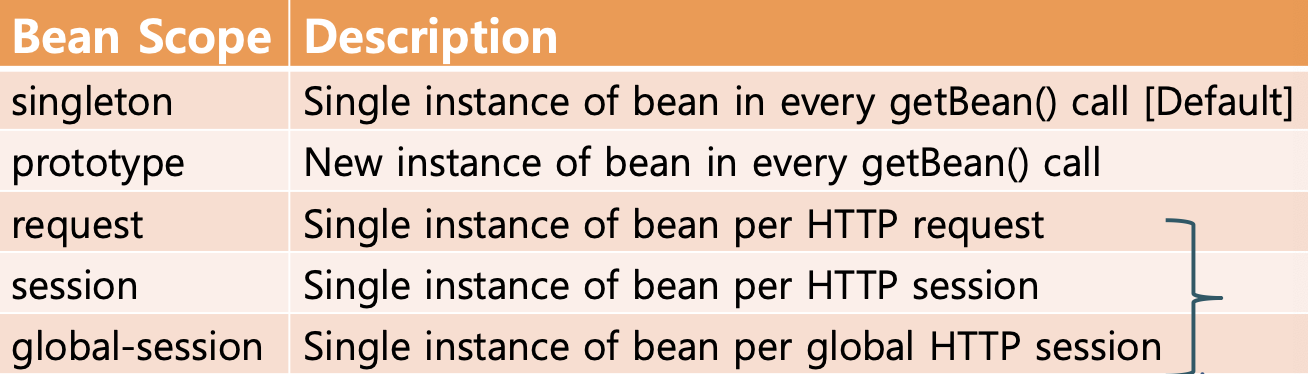 Bean Scope Description
singleton Single instance of bean in every getBean() call [Default]
prototype New instance of bean in every getBean() call
request Single instance of bean per HTTP request
session Single instance of bean per HTTP session
global-session Single instance of bean per global HTTP session